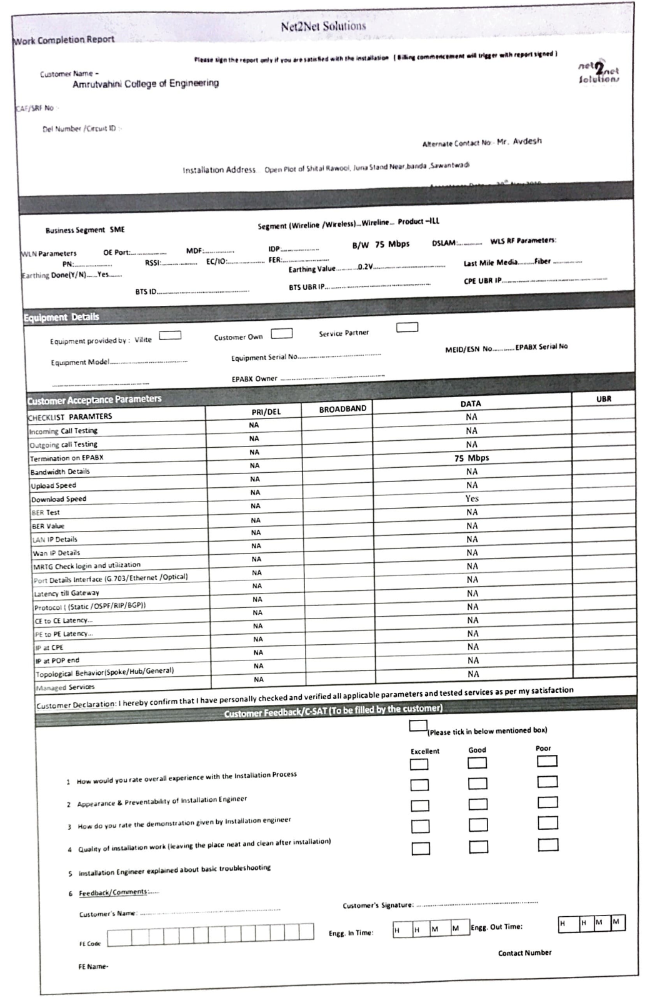 Net2Net Solutions
Work Completion Report
Please sign the report only if you are satisfied with the installation ( Billing commencement will trigger with report signed )
net2net Solutions
Customer Name -
Amrutvahini College of Engineering
CAF/SRF No -
Del Number /Circuit ID :-
Alternate Contact No - Mr. Avdesh
Installation Address Open Plot of Shital Rawool, Juna Stand Near,banda ,Sawantwadi
Business Segment SME Segment (Wireline /Wireless)...Wireline... Product –ILL
WLN Parameters OE Port:.............. MDF:............ IDP:.............. B/W 75 Mbps DSLAM:.......... WLS RF Parameters:
PN:................ RSSI:............... EC/IO:............... FER:..................
Earthing Done(Y/N).....Yes...... Earthing Value.........0.2V............................. Last Mile Media.......Fiber ............
BTS ID..................................... BTS UBR IP........................................ CPE UBR IP........................................
Equipment Details
Equipment provided by : Vilite Customer Own Service Partner
Equipment Model................................ Equipment Serial No................................ MEID/ESN No.........EPABX Serial No
........................................ EPABX Owner ........................................
Customer Acceptance Parameters
CHECKLIST PARAMTERS PRI/DEL BROADBAND DATA UBR
Incoming Call Testing NA NA
Outgoing call Testing NA NA
Termination on EPABX NA NA
Bandwidth Details NA 75 Mbps
Upload Speed NA NA
Download Speed NA NA
BER Test NA Yes
BER Value NA NA
LAN IP Details NA NA
Wan IP Details NA NA
MRTG Check login and utilization NA NA
Port Details Interface (G.703/Ethernet /Optical) NA NA
Latency till Gateway NA NA
Protocol ( (Static /OSPF/RIP/BGP)) NA NA
CE to CE Latency... NA NA
PE to PE Latency... NA NA
IP at CPE NA NA
IP at POP end NA NA
Topological Behavior(Spoke/Hub/General) NA NA
Managed Services NA NA
Customer Declaration: I hereby confirm that I have personally checked and verified all applicable parameters and tested services as per my satisfaction
Customer Feedback/C-SAT (To be filled by the customer)
(Please tick in below mentioned box)
Excellent Good Poor
1 How would you rate overall experience with the Installation Process
2 Appearance & Preventability of Installation Engineer
3 How do you rate the demonstration given by Installation engineer
4 Quality of installation work (leaving the place neat and clean after installation)
5 Installation Engineer explained about basic troubleshooting
6 Feedback/Comments:.....
Customer's Name: ........................................ Customer's Signature: ........................................
FE Code Engg. In Time: H H M M Engg. Out Time: H H M M
Contact Number
FE Name-